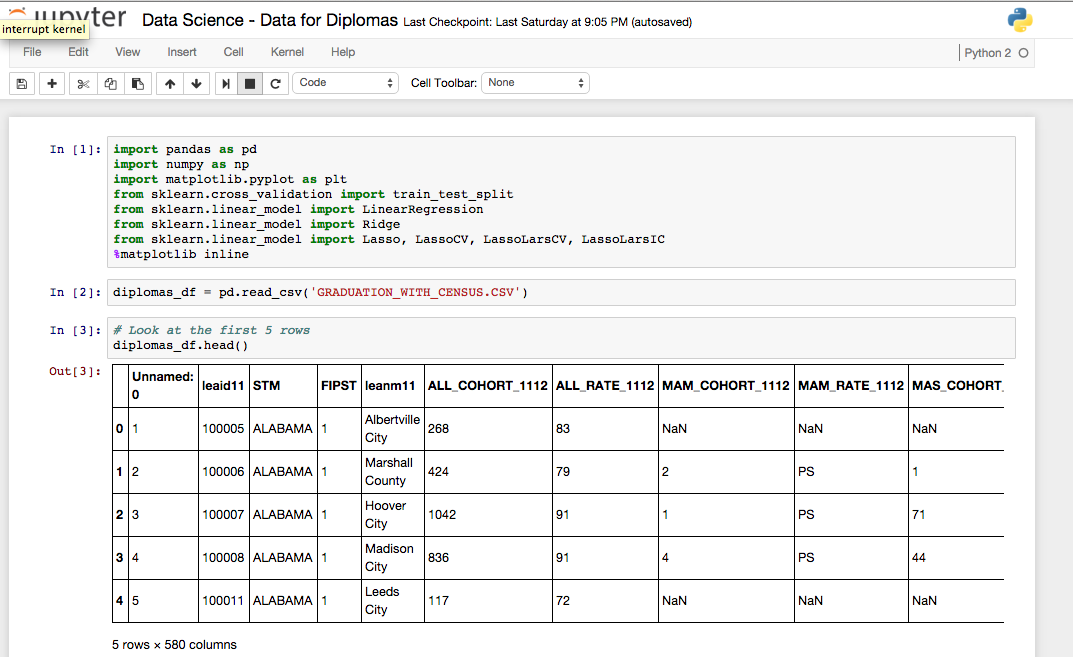 jupyter Data Science - Data for Diplomas Last Checkpoint: Last Saturday at 9:05 PM (autosaved)
interrupt kernel
File Edit View Insert Cell Kernel Help Python 2
Code Cell Toolbar: None
In [1]: import pandas as pd
import numpy as np
import matplotlib.pyplot as plt
from sklearn.cross_validation import train_test_split
from sklearn.linear_model import LinearRegression
from sklearn.linear_model import Ridge
from sklearn.linear_model import Lasso, LassoCV, LassoLarsCV, LassoLarsIC
%matplotlib inline
In [2]: diplomas_df = pd.read_csv('GRADUATION_WITH_CENSUS.CSV')
In [3]: # Look at the first 5 rows
diplomas_df.head()
Out[3]:
Unnamed: 0 leaid11 STM FIPST leanm11 ALL_COHORT_1112 ALL_RATE_1112 MAM_COHORT_1112 MAM_RATE_1112 MAS_COHORT_
0 1 100005 ALABAMA 1 Albertville City 268 83 NaN NaN NaN
1 2 100006 ALABAMA 1 Marshall County 424 79 2 PS 1
2 3 100007 ALABAMA 1 Hoover City 1042 91 1 PS 71
3 4 100008 ALABAMA 1 Madison City 836 91 4 PS 44
4 5 100011 ALABAMA 1 Leeds City 117 72 NaN NaN NaN
5 rows × 580 columns